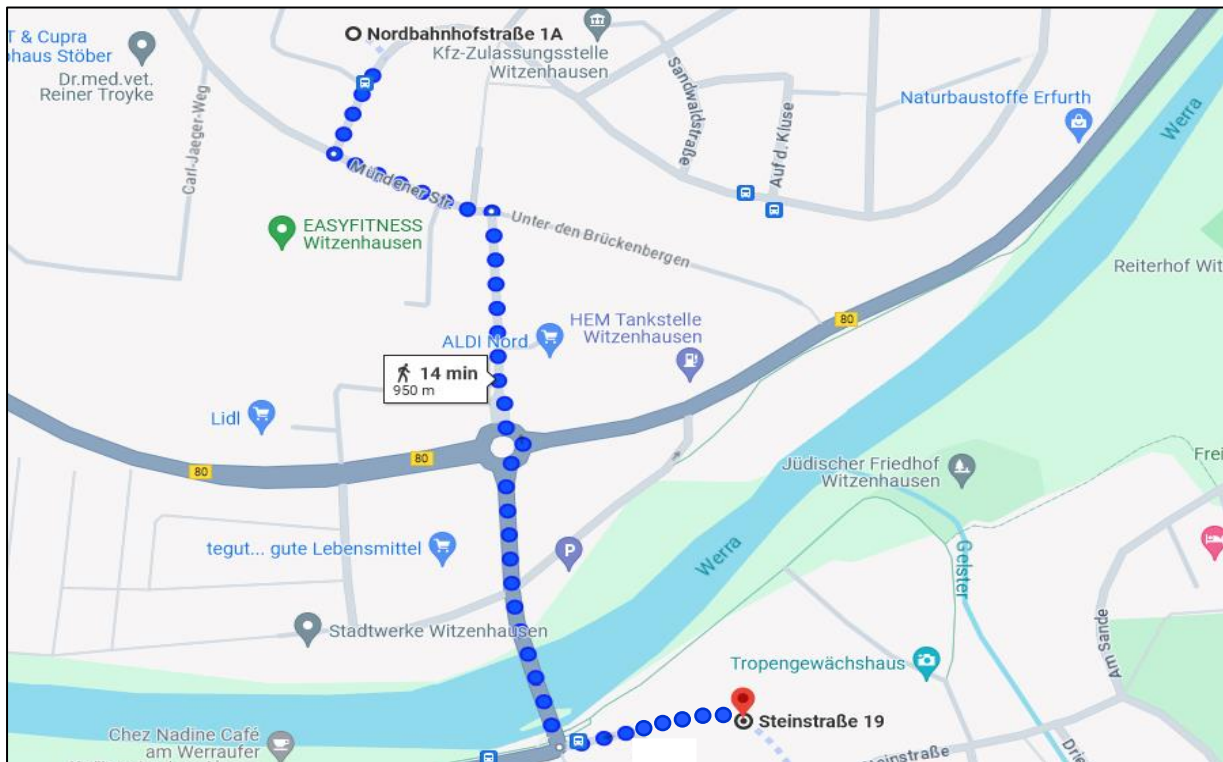 Nordbahnhofstraße 1A
T & Cupra
ohaus Stöber
Kfz-Zulassungsstelle
Witzenhausen
Dr.med.vet.
Reiner Troyke
Sandwaldstraße
Naturbaustoffe Erfurth
Werra
Carl-Jaeger-Weg
Auf d. Kluse
Mündener Str.
EASYFITNESS
Witzenhausen
Unter den Brückenbergen
Reiterhof Wit
80
HEM Tankstelle
Witzenhausen
ALDI Nord
14 min
950 m
Lidl
80
80
Jüdischer Friedhof
Witzenhausen
Frei
tegut... gute Lebensmittel
P
Werra
Gelster
Stadtwerke Witzenhausen
Am Sande
Tropengewächshaus
Steinstraße 19
Chez Nadine Café
am Werraufer
Steinstraße
Drie